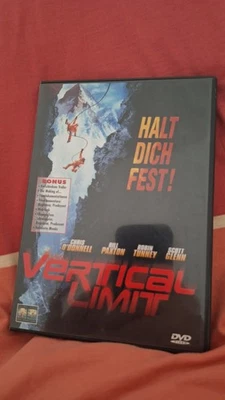 HALT
DICH
FEST!
BONUS
CHRIS
O'DONNELL
BILL
PAXTON
ROBIN
TUNNEY
SCOTT
GLENN
VERTICAL
LIMIT
DVD